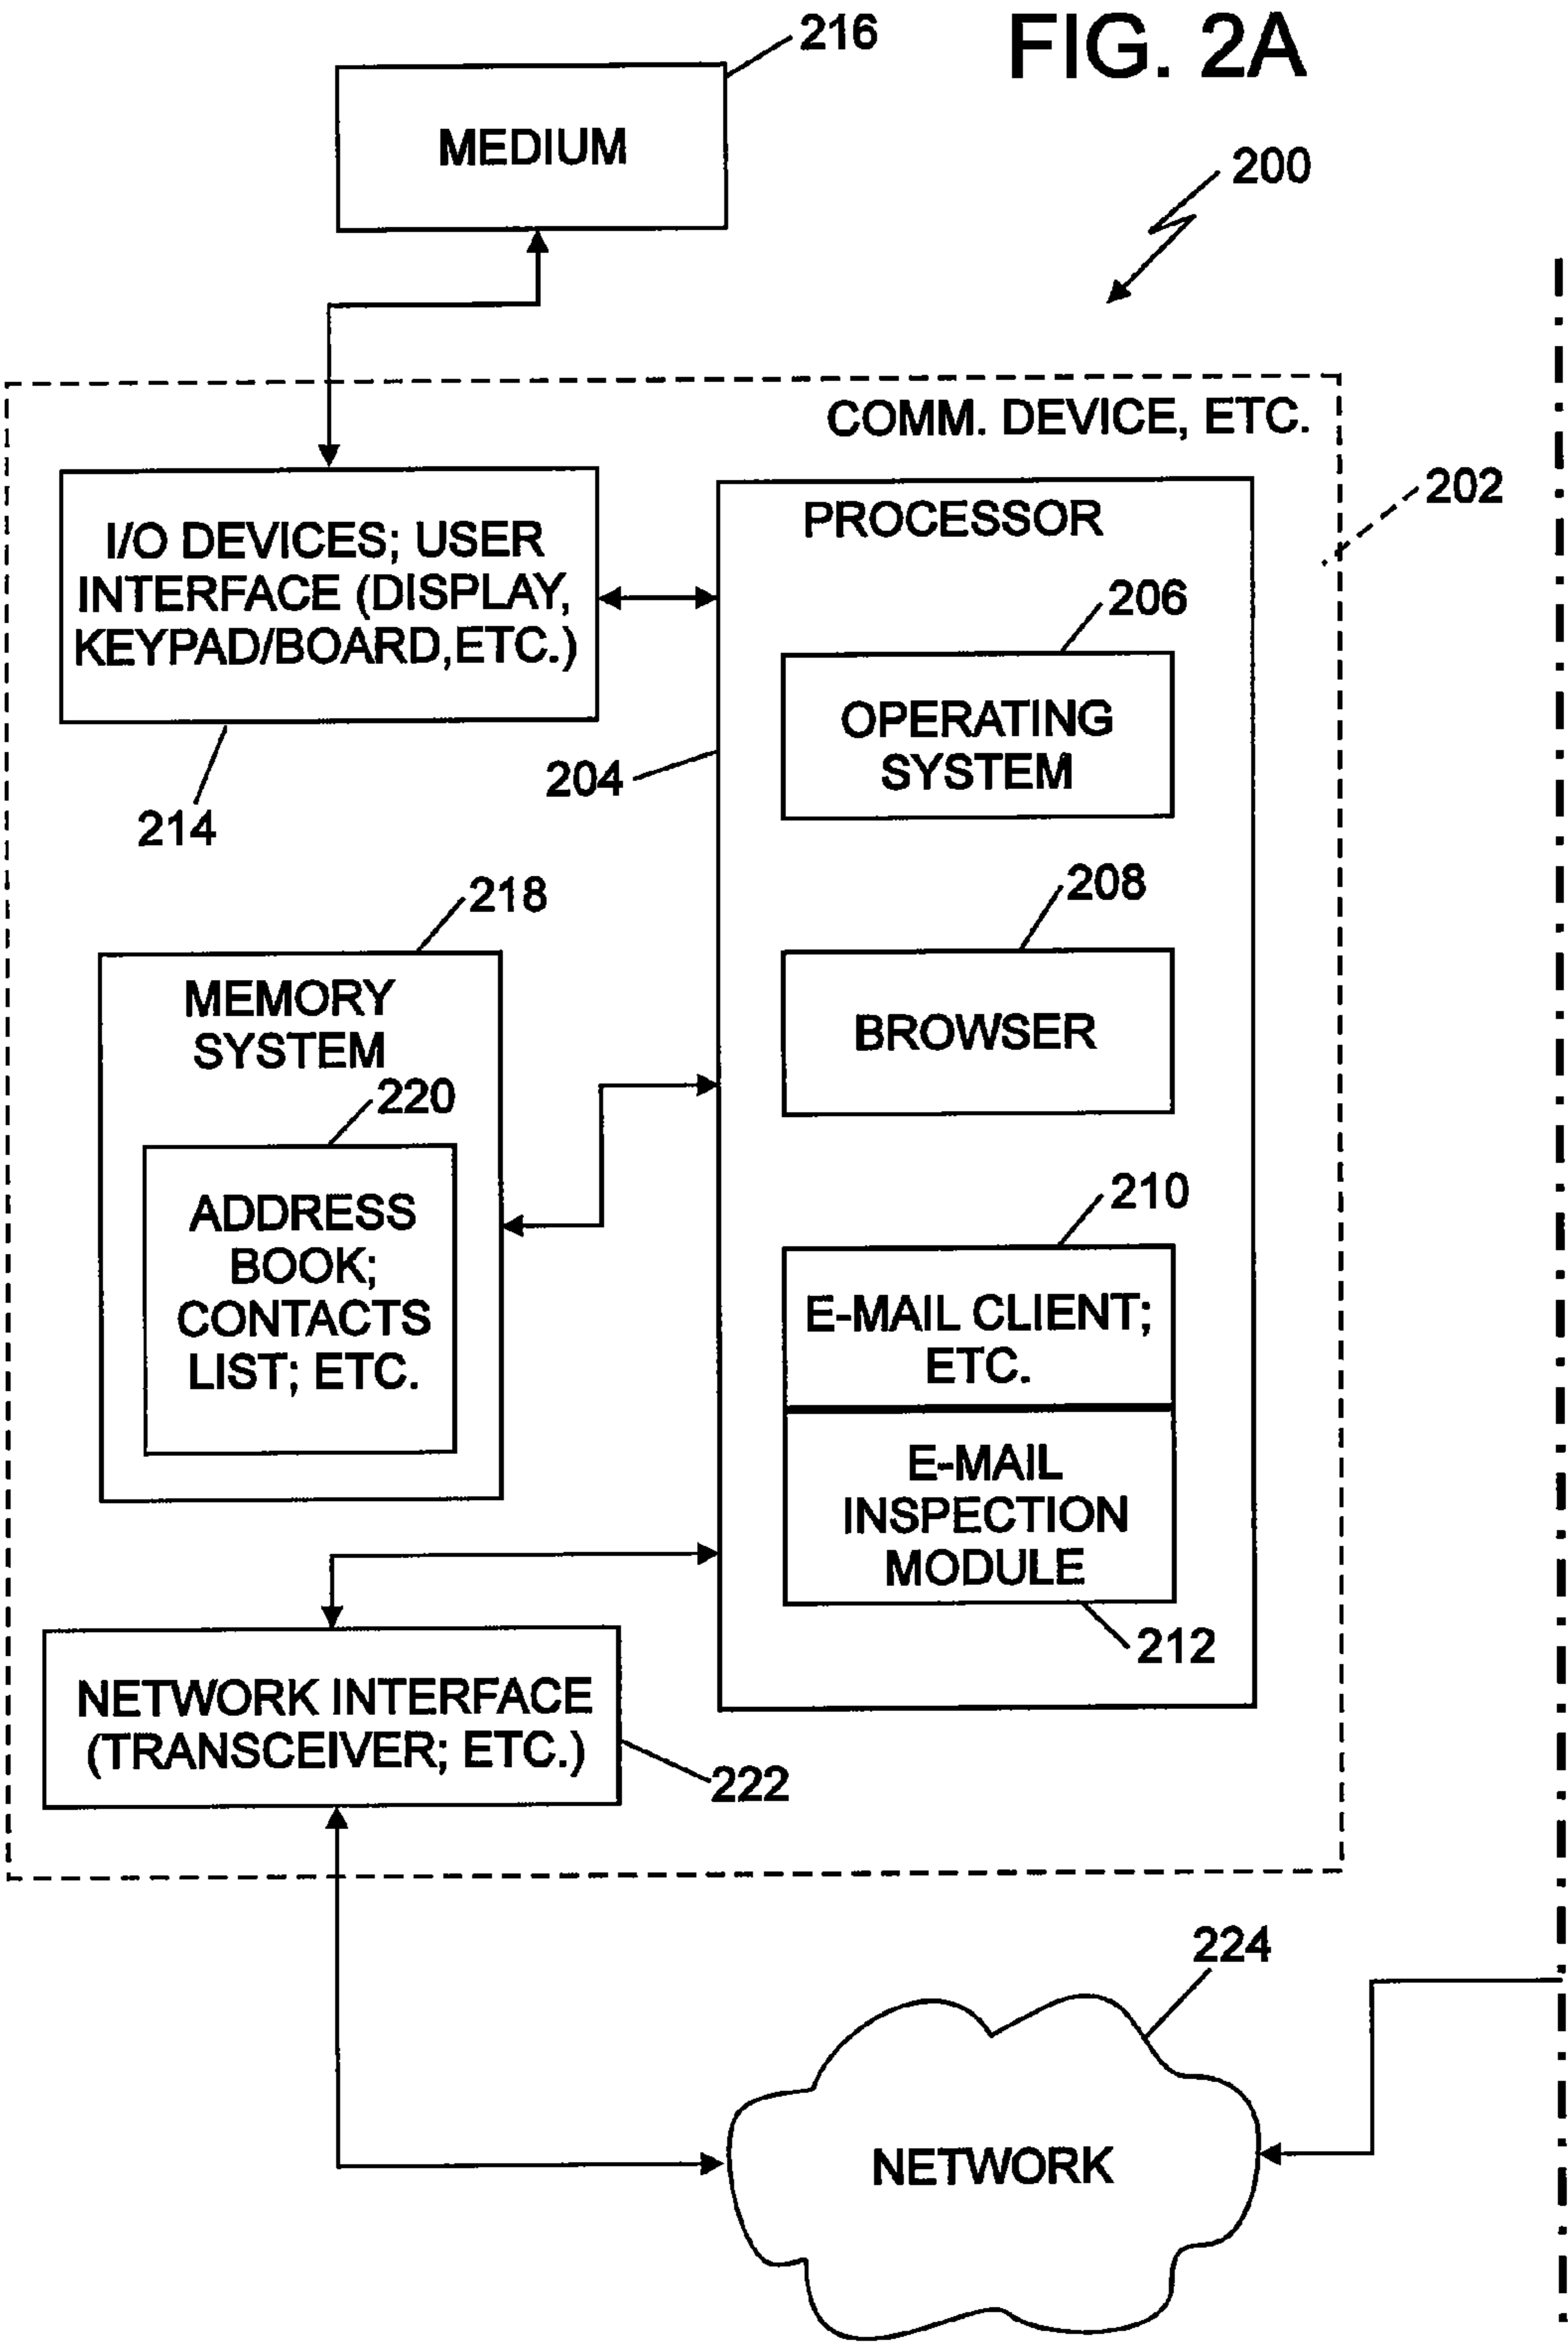 FIG. 2A
216
MEDIUM
200
COMM. DEVICE, ETC.
202
I/O DEVICES; USER
INTERFACE (DISPLAY,
KEYPAD/BOARD,ETC.)
214
PROCESSOR
204
206
OPERATING
SYSTEM
208
BROWSER
218
MEMORY
SYSTEM
220
ADDRESS
BOOK;
CONTACTS
LIST; ETC.
210
E-MAIL CLIENT;
ETC.
E-MAIL
INSPECTION
MODULE
212
NETWORK INTERFACE
(TRANSCEIVER; ETC.)
222
224
NETWORK